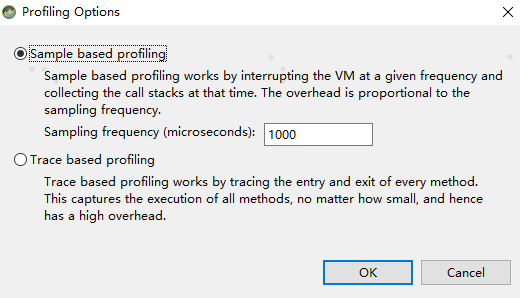 Profiling Options
Sample based profiling
Sample based profiling works by interrupting the VM at a given frequency and
collecting the call stacks at that time. The overhead is proportional to the
sampling frequency.
Sampling frequency (microseconds): 1000
Trace based profiling
Trace based profiling works by tracing the entry and exit of every method.
This captures the execution of all methods, no matter how small, and hence
has a high overhead.
OK Cancel